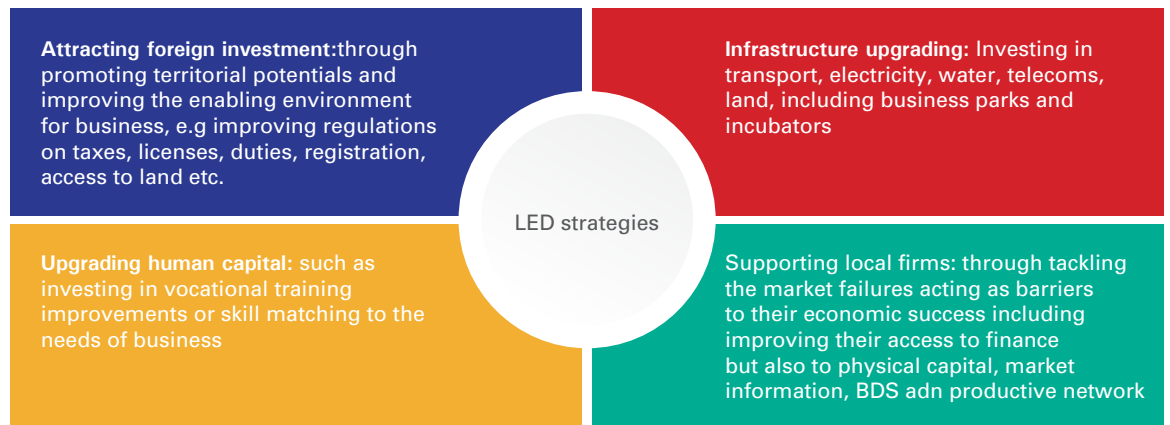 Attracting foreign investment:through
promoting territorial potentials and
improving the enabling environment
for business, e.g improving regulations
on taxes, licenses, duties, registration,
access to land etc.
Infrastructure upgrading: Investing in
transport, electricity, water, telecoms,
land, including business parks and
incubators
LED strategies
Upgrading human capital: such as
investing in vocational training
improvements or skill matching to the
needs of business
Supporting local firms: through tackling
the market failures acting as barriers
to their economic success including
improving their access to finance
but also to physical capital, market
information, BDS adn productive network